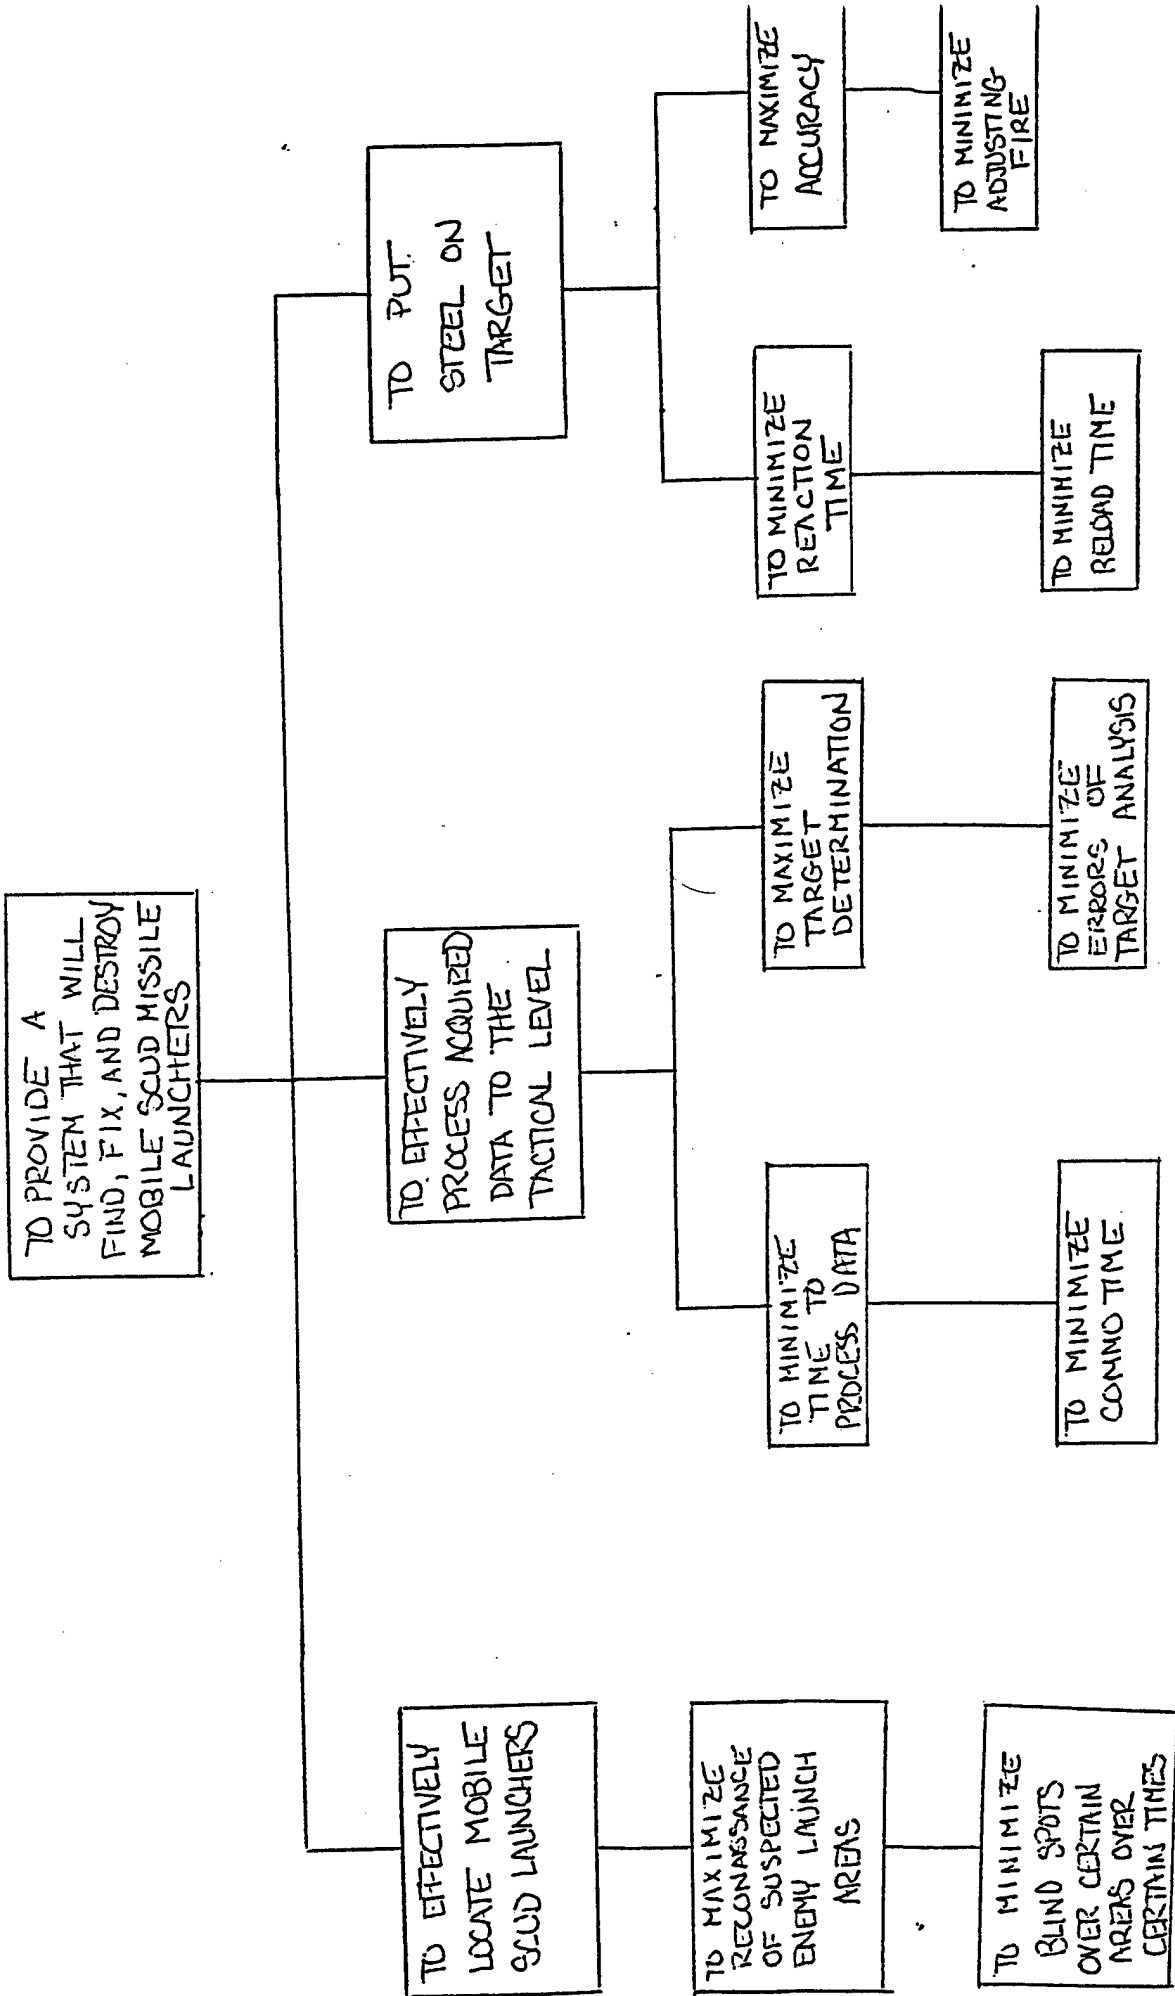 TO PROVIDE A
SYSTEM THAT WILL
FIND, FIX, AND DESTROY
MOBILE SCUD MISSILE
LAUNCHERS
TO EFFECTIVELY
LOCATE MOBILE
SCUD LAUNCHERS
TO EFFECTIVELY
PROCESS ACQUIRED
DATA TO THE
TACTICAL LEVEL
TO PUT
STEEL ON
TARGET
TO MAXIMIZE
RECONASSANCE
OF SUSPECTED
ENEMY LAUNCH
AREAS
TO MINIMIZE
TIME TO
PROCESS DATA
TO MAXIMIZE
TARGET
DETERMINATION
TO MINIMIZE
REACTION
TIME
TO MAXIMIZE
ACCURACY
TO MINIMIZE
BLIND SPOTS
OVER CERTAIN
AREAS OVER
CERTAIN TIMES
TO MINIMIZE
COMMO TIME
TO MINIMIZE
ERRORS OF
TARGET ANALYSIS
TO MINIMIZE
RELOAD TIME
TO MINIMIZE
ADJUSTING
FIRE